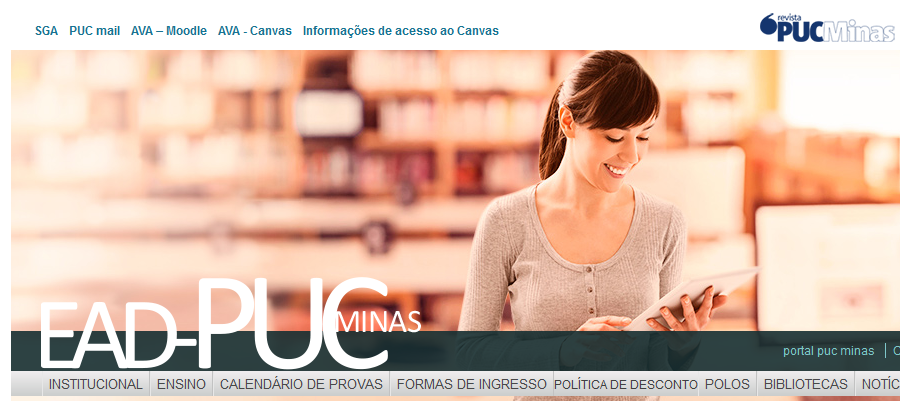 SGA PUC mail AVA – Moodle AVA - Canvas Informações de acesso ao Canvas
revista
PUC Minas
EAD-PUC MINAS
portal puc minas
INSTITUCIONAL ENSINO CALENDÁRIO DE PROVAS FORMAS DE INGRESSO POLÍTICA DE DESCONTO POLOS BIBLIOTECAS NOTÍC